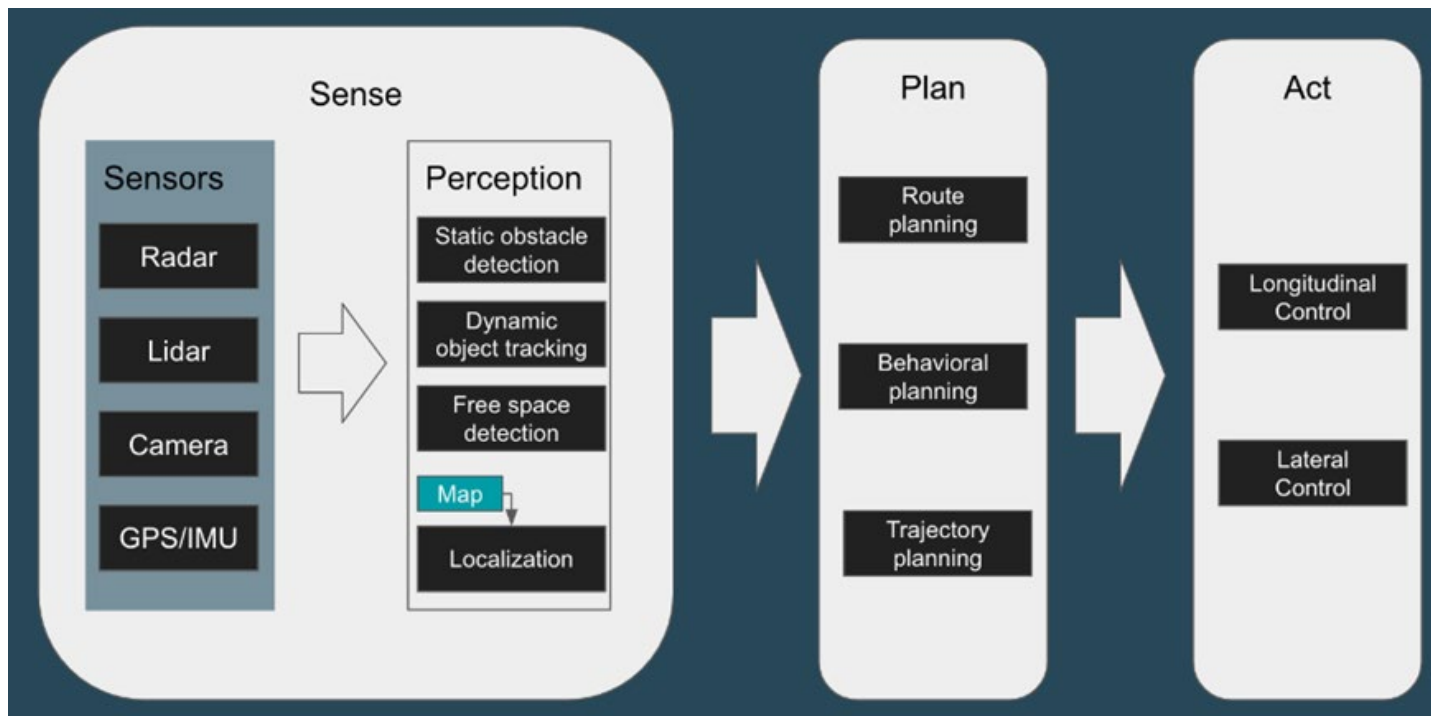 Sense
Sensors
Radar
Lidar
Camera
GPS/IMU
Perception
Static obstacle
detection
Dynamic
object tracking
Free space
detection
Map
Localization
Plan
Route
planning
Behavioral
planning
Trajectory
planning
Act
Longitudinal
Control
Lateral
Control